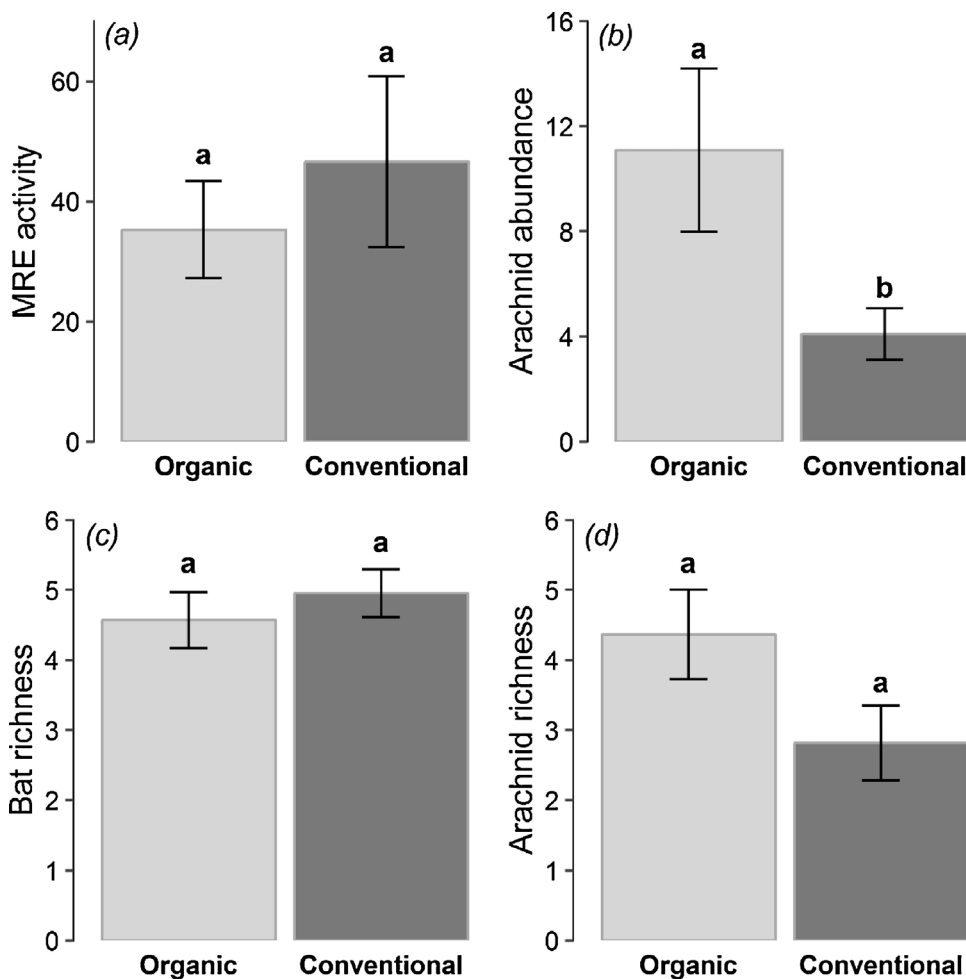 (a)
MRE activity
60
40
20
0
a
a
Organic Conventional
(b)
Arachnid abundance
16
12
8
4
0
a
b
Organic Conventional
(c)
Bat richness
6
5
4
3
2
1
0
a
a
Organic Conventional
(d)
Arachnid richness
6
5
4
3
2
1
0
a
a
Organic Conventional